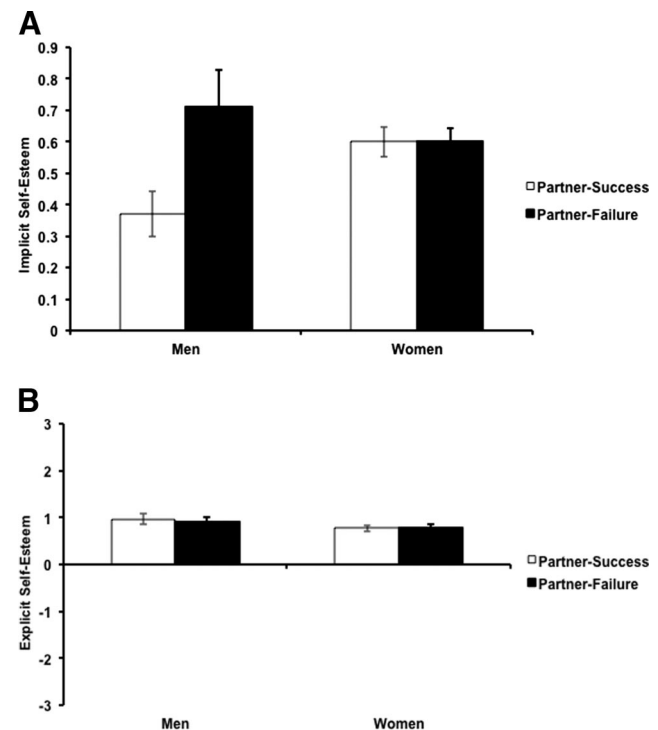 A
Implicit Self-Esteem
0.9
0.8
0.7
0.6
0.5
0.4
0.3
0.2
0.1
0
Men
Women
Partner-Success
Partner-Failure
B
Explicit Self-Esteem
3
2
1
0
-1
-2
-3
Men
Women
Partner-Success
Partner-Failure